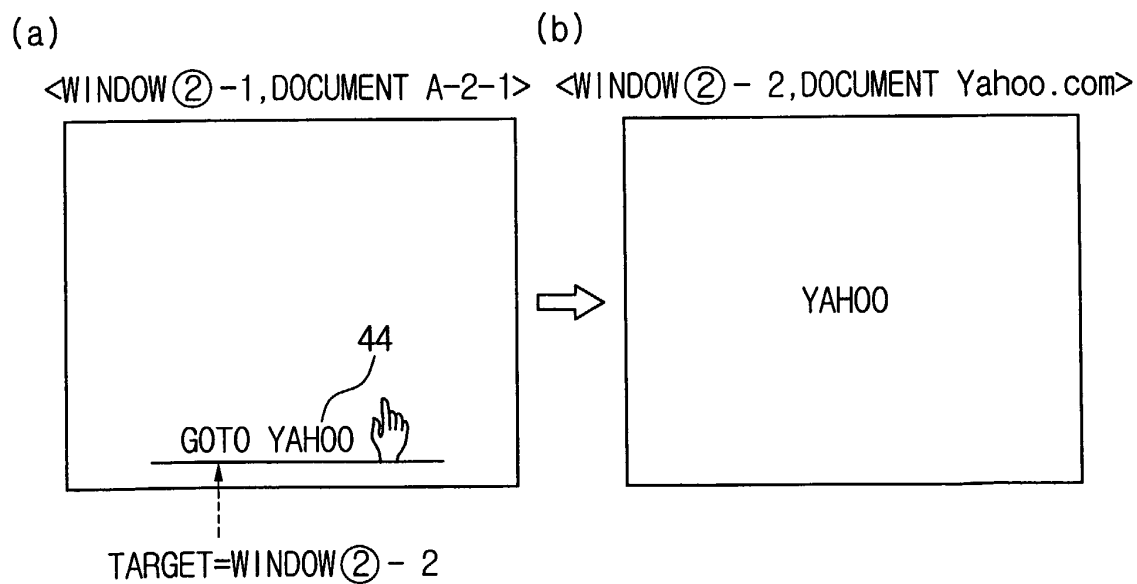 (a)
(b)
<WINDOW②-1,DOCUMENT A-2-1>
<WINDOW②- 2,DOCUMENT Yahoo.com>
YAHOO
44
GOTO YAHOO
TARGET=WINDOW②- 2